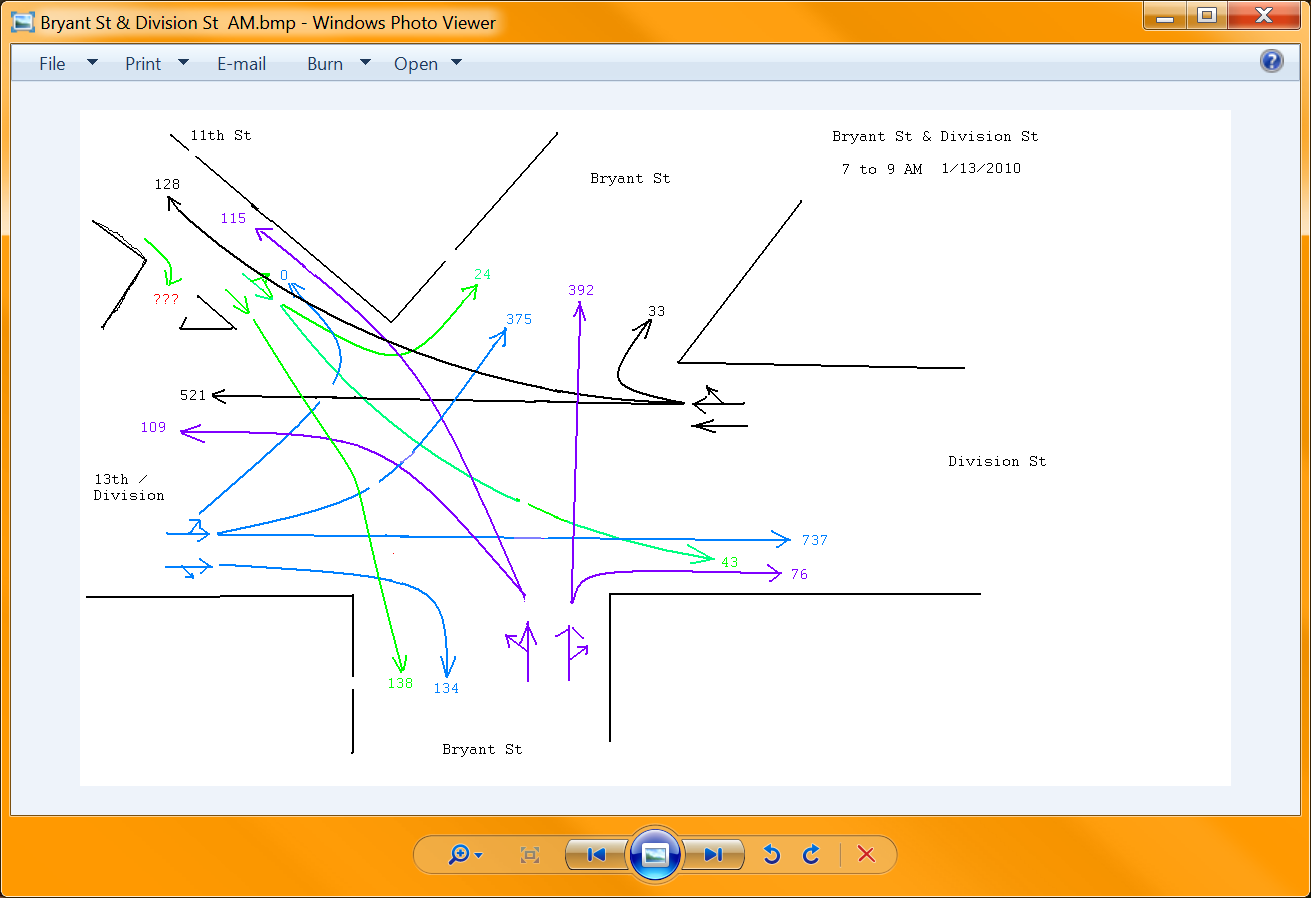 Bryant St & Division St  AM.bmp - Windows Photo Viewer
File Print E-mail Burn Open
?
11th St
Bryant St & Division St
7 to 9 AM  1/13/2010
Bryant St
128
115
0
24
???
392
33
375
521
109
Division St
13th /
Division
737
43
76
138
134
Bryant St